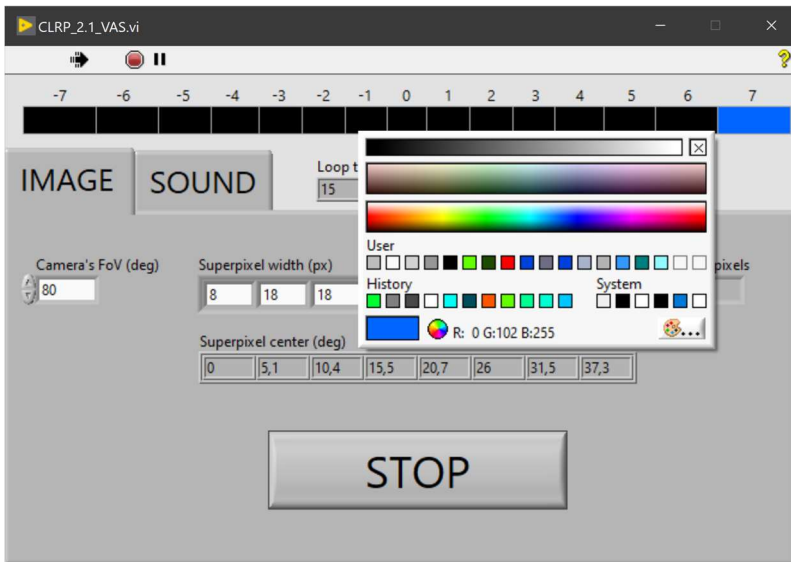 CLRP_2.1_VAS.vi
-7 -6 -5 -4 -3 -2 -1 0 1 2 3 4 5 6 7
IMAGE SOUND
Loop t
15
Camera's FoV (deg)
80
Superpixel width (px)
8 18 18
pixels
User
History System
R: 0 G:102 B:255
Superpixel center (deg)
0 5,1 10,4 15,5 20,7 26 31,5 37,3
STOP